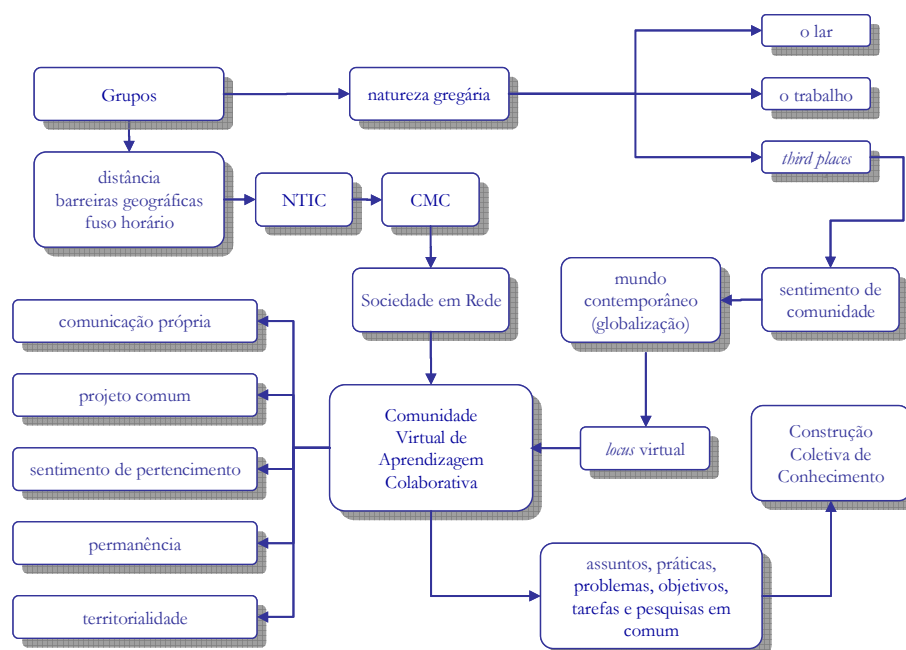 o lar
Grupos
natureza gregária
o trabalho
third places
distância
barreiras geográficas
fuso horário
NTIC
CMC
mundo
contemporâneo
(globalização)
sentimento de
comunidade
Sociedade em Rede
comunicação própria
projeto comum
sentimento de pertencimento
permanência
territorialidade
Comunidade
Virtual de
Aprendizagem
Colaborativa
locus virtual
Construção
Coletiva de
Conhecimento
assuntos, práticas,
problemas, objetivos,
tarefas e pesquisas em
comum